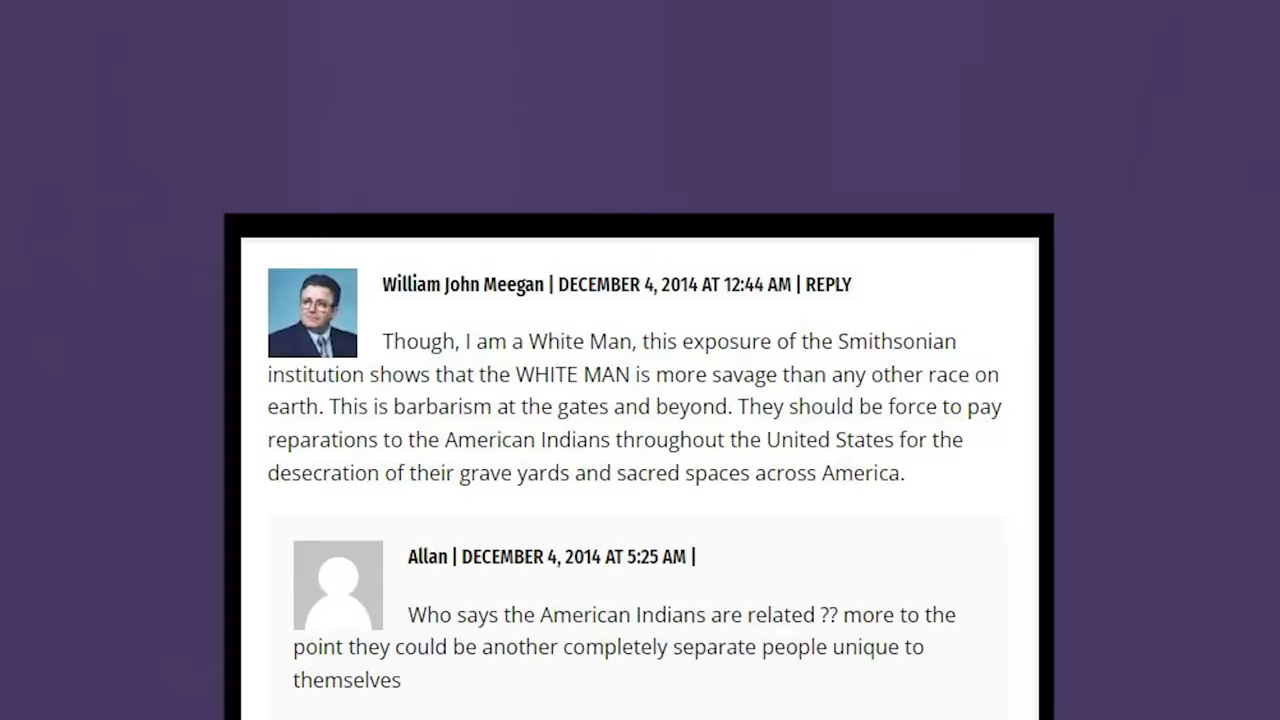 William John Meegan | DECEMBER 4, 2014 AT 12:44 AM | REPLY
Though, I am a White Man, this exposure of the Smithsonian
institution shows that the WHITE MAN is more savage than any other race on
earth. This is barbarism at the gates and beyond. They should be force to pay
reparations to the American Indians throughout the United States for the
desecration of their grave yards and sacred spaces across America.
Allan | DECEMBER 4, 2014 AT 5:25 AM |
Who says the American Indians are related ?? more to the
point they could be another completely separate people unique to
themselves